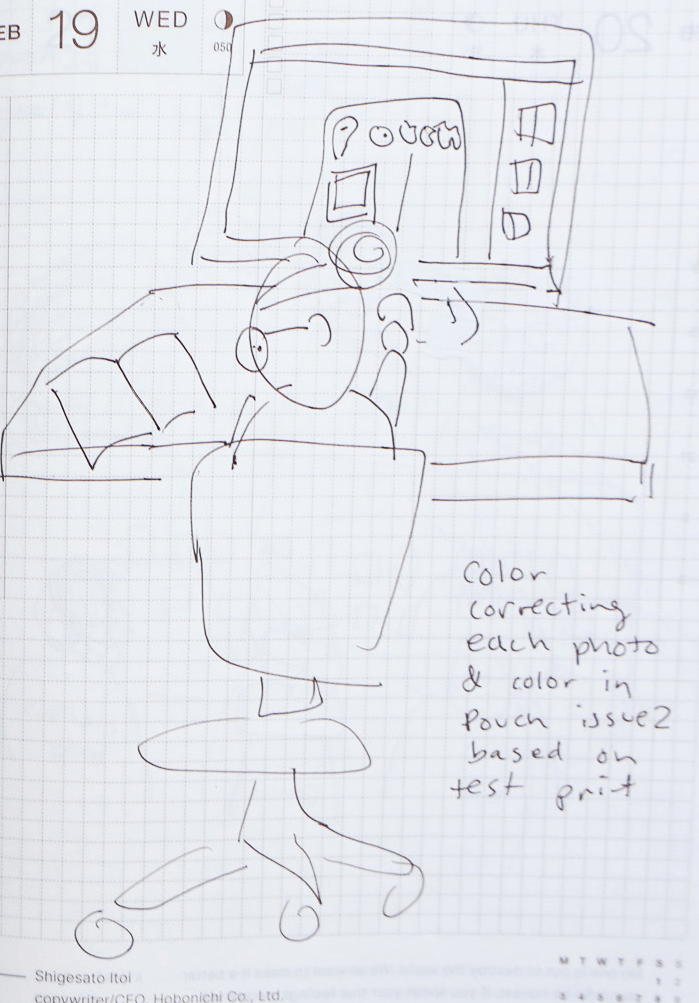 EB
19
WED
水
050
POUCH
Color
correcting
each photo
& color in
Pouch issue2
based on
test print
Shigesato Itoi
copywriter/CEO, Hobonichi Co., Ltd.
M T W T F S S
1 2
3 4 5 6 7 8